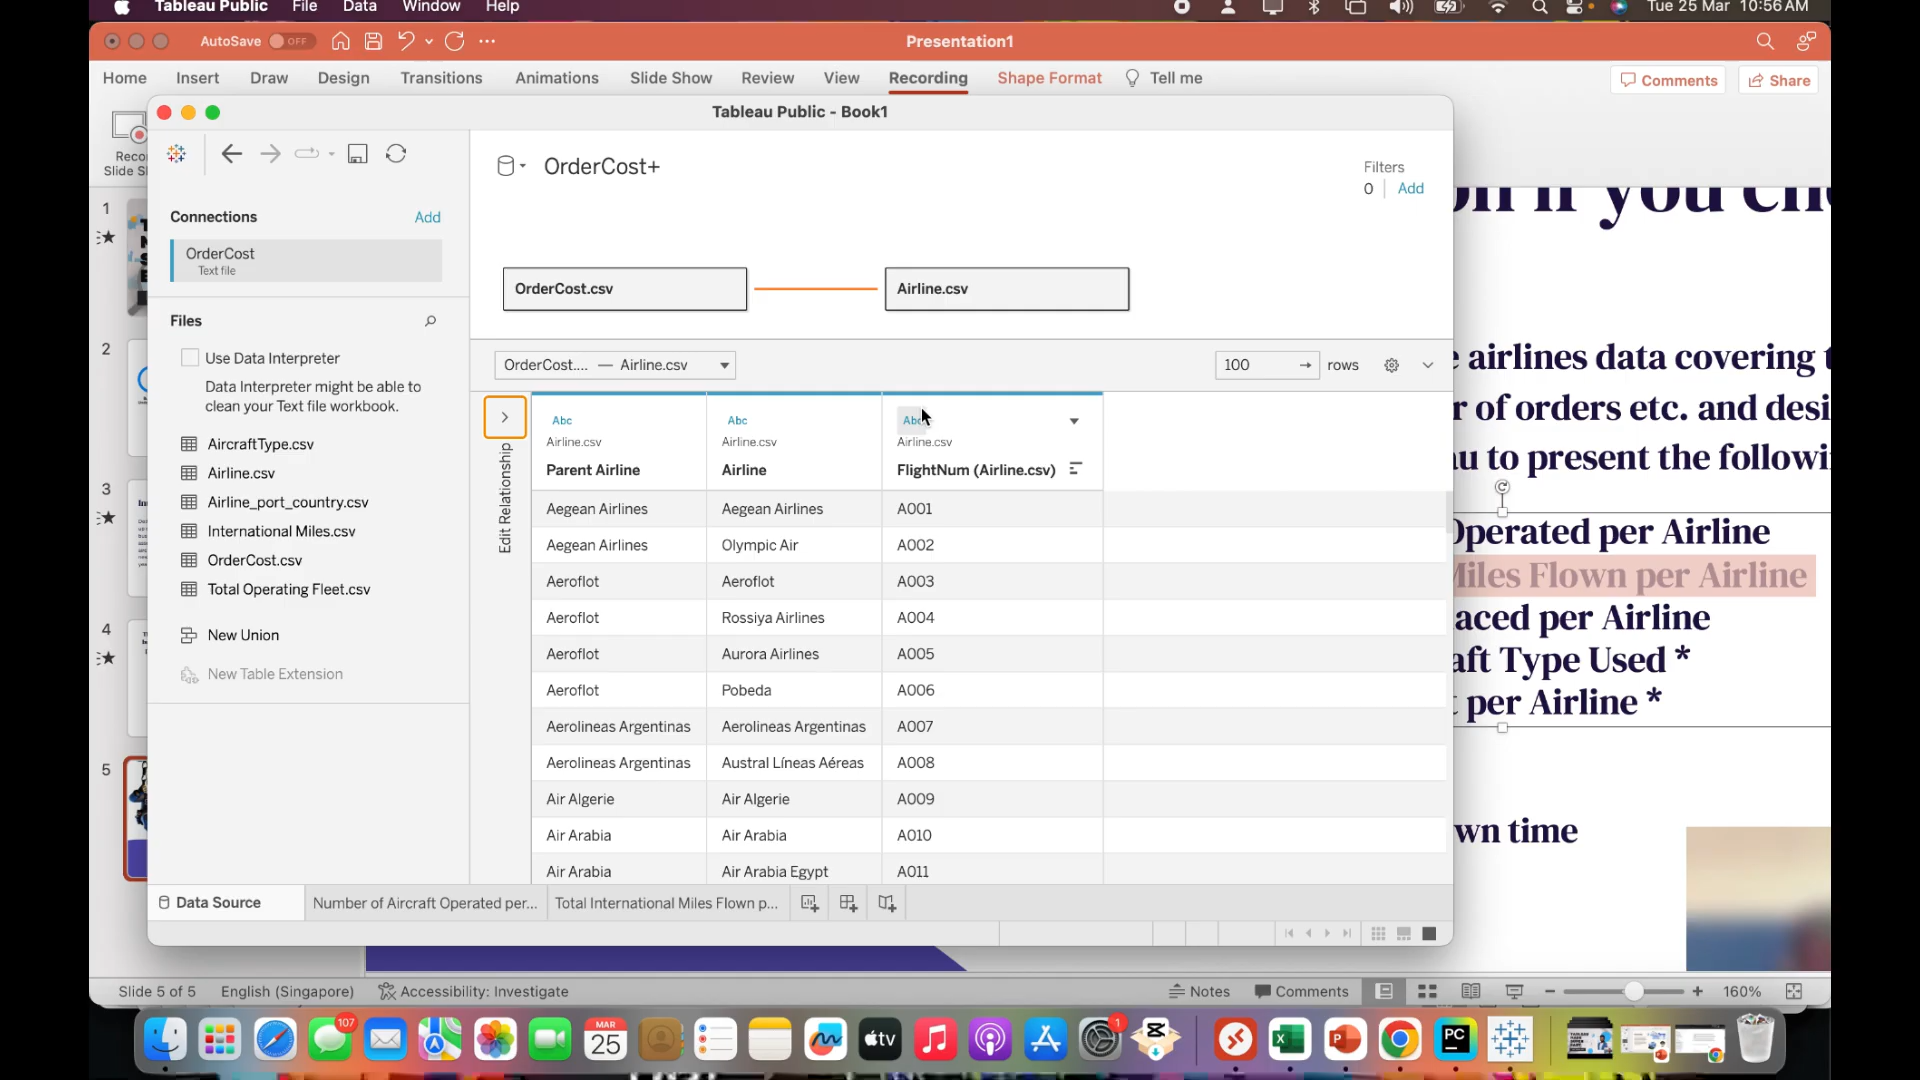 Tableau Public File Data Window Help Tue 25 Mar 10:56 AM
AutoSave OFF Presentation1
Home Insert Draw Design Transitions Animations Slide Show Review View Recording Shape Format Tell me Comments Share
Tableau Public - Book1
OrderCost+
Filters
0 Add
Connections Add
OrderCost
Text file
OrderCost.csv Airline.csv
Files
Use Data Interpreter
Data Interpreter might be able to
clean your Text file workbook.
AircraftType.csv
Airline.csv
Airline_port_country.csv
International Miles.csv
OrderCost.csv
Total Operating Fleet.csv
New Union
New Table Extension
OrderCost.... — Airline.csv 100 rows
Edit Relationship
Abc Abc Abc
Airline.csv Airline.csv Airline.csv
Parent Airline Airline FlightNum (Airline.csv)
Aegean Airlines Aegean Airlines A001
Aegean Airlines Olympic Air A002
Aeroflot Aeroflot A003
Aeroflot Rossiya Airlines A004
Aeroflot Aurora Airlines A005
Aeroflot Pobeda A006
Aerolineas Argentinas Aerolineas Argentinas A007
Aerolineas Argentinas Austral Líneas Aéreas A008
Air Algerie Air Algerie A009
Air Arabia Air Arabia A010
Air Arabia Air Arabia Egypt A011
Data Source Number of Aircraft Operated per... Total International Miles Flown p...
1
2
3
4
5
if you
airlines data covering
r of orders etc. and desi
to present the followi
Operated per Airline
Miles Flown per Airline
aced per Airline
aft Type Used *
per Airline *
wn time
Slide 5 of 5 English (Singapore) Accessibility: Investigate Notes Comments 160%
107
MAR
25
tv
1
PC